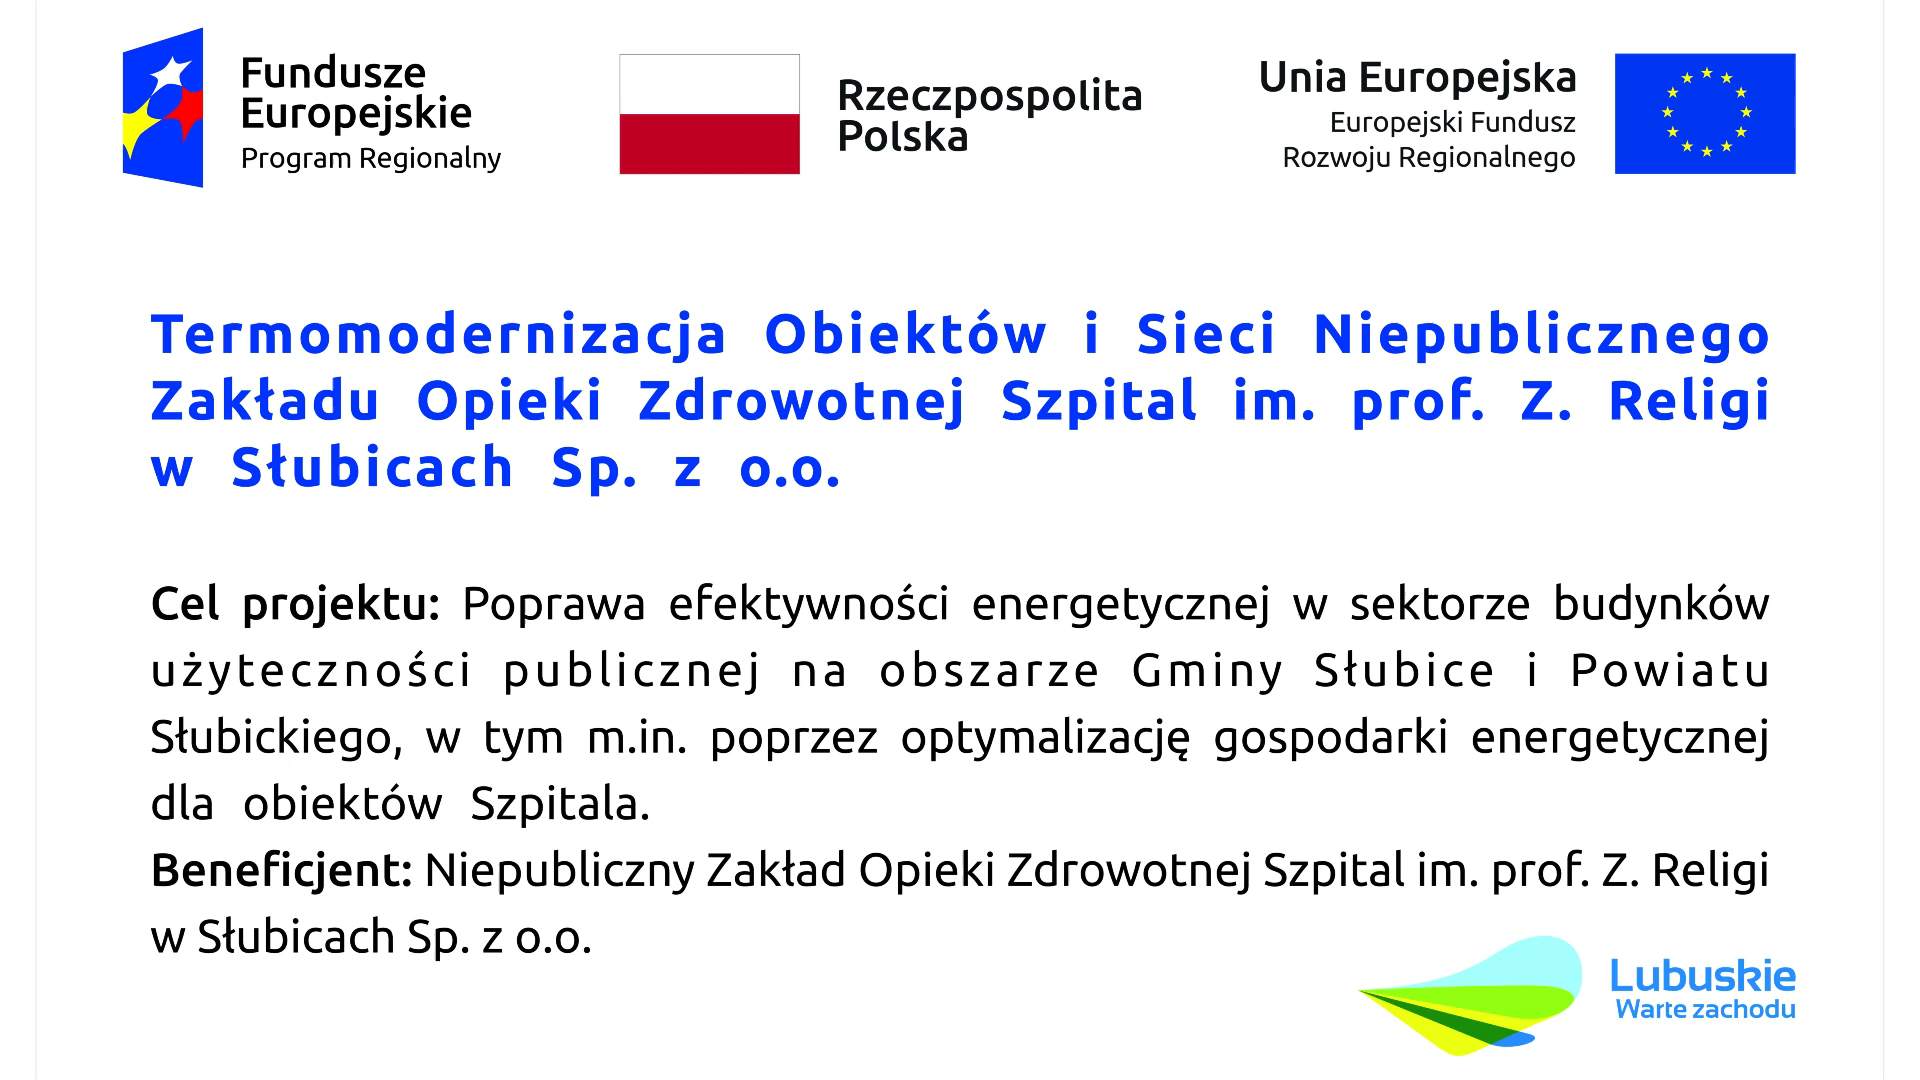 Fundusze
Europejskie
Program Regionalny
Rzeczpospolita
Polska
Unia Europejska
Europejski Fundusz
Rozwoju Regionalnego
Termomodernizacja Obiektów i Sieci Niepublicznego
Zakładu Opieki Zdrowotnej Szpital im. prof. Z. Religi
w Słubicach Sp. z o.o.
Cel projektu: Poprawa efektywności energetycznej w sektorze budynków
użyteczności publicznej na obszarze Gminy Słubice i Powiatu
Słubickiego, w tym m.in. poprzez optymalizację gospodarki energetycznej
dla obiektów Szpitala.
Beneficjent: Niepubliczny Zakład Opieki Zdrowotnej Szpital im. prof. Z. Religi
w Słubicach Sp. z o.o.
Lubuskie
Warte zachodu